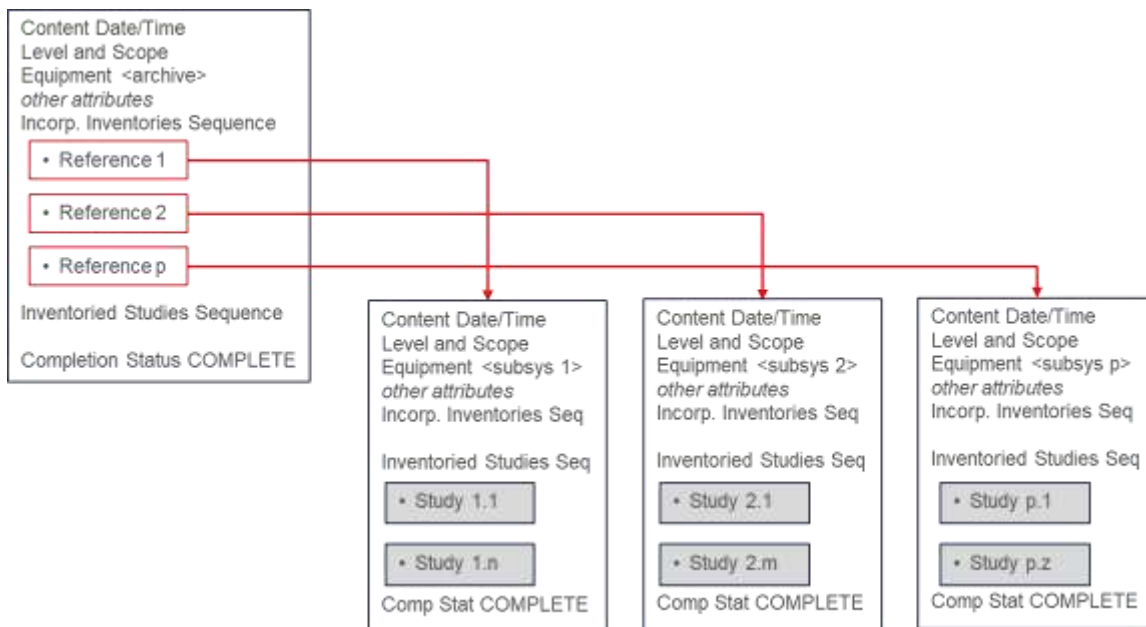 Content Date/Time
Level and Scope
Equipment <archive>
other attributes
Incorp. Inventories Sequence
• Reference 1
• Reference 2
• Reference p
Inventoried Studies Sequence
Completion Status COMPLETE
Content Date/Time
Level and Scope
Equipment <subsys 1>
other attributes
Incorp. Inventories Seq
Inventoried Studies Seq
• Study 1.1
• Study 1.n
Comp Stat COMPLETE
Content Date/Time
Level and Scope
Equipment <subsys 2>
other attributes
Incorp. Inventories Seq
Inventoried Studies Seq
• Study 2.1
• Study 2.m
Comp Stat COMPLETE
Content Date/Time
Level and Scope
Equipment <subsys p>
other attributes
Incorp. Inventories Seq
Inventoried Studies Seq
• Study p.1
• Study p.z
Comp Stat COMPLETE